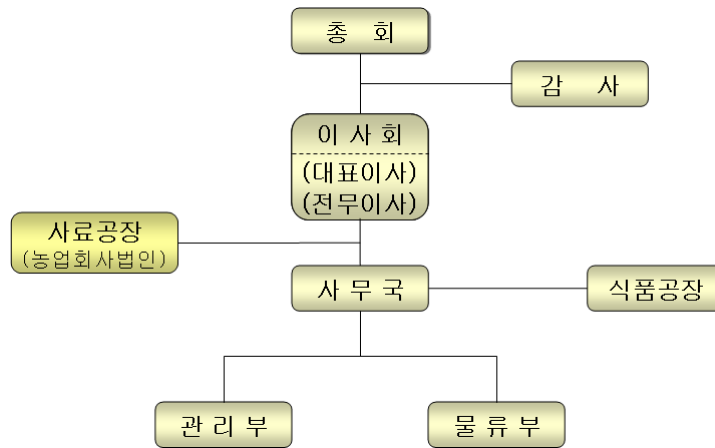 총 회
감 사
이 사 회
(대표이사)
(전무이사)
사료공장
(농업회사법인)
사 무 국
식품공장
관 리 부
물 류 부